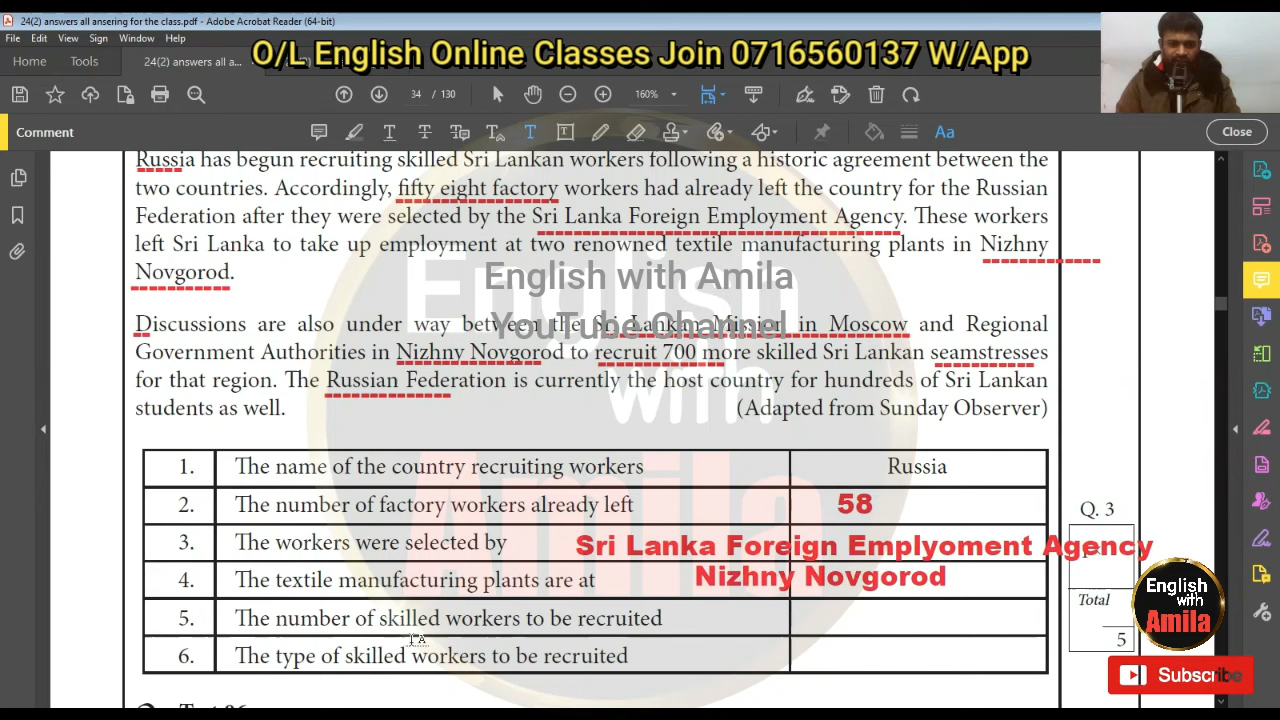 24(2) answers all ansering for the class.pdf - Adobe Acrobat Reader (64-bit)
File Edit View Sign Window Help
O/L English Online Classes Join 0716560137 W/App
Home Tools 24(2) answers all a...
34 / 130 160%
Comment Close
Russia has begun recruiting skilled Sri Lankan workers following a historic agreement between the
two countries. Accordingly, fifty eight factory workers had already left the country for the Russian
Federation after they were selected by the Sri Lanka Foreign Employment Agency. These workers
left Sri Lanka to take up employment at two renowned textile manufacturing plants in Nizhny
Novgorod.
English with Amila
YouTube Channel
Discussions are also under way between the Sri Lankan Mission in Moscow and Regional
Government Authorities in Nizhny Novgorod to recruit 700 more skilled Sri Lankan seamstresses
for that region. The Russian Federation is currently the host country for hundreds of Sri Lankan
students as well. (Adapted from Sunday Observer)
English
with
Amila
1. The name of the country recruiting workers Russia
2. The number of factory workers already left 58
3. The workers were selected by Sri Lanka Foreign Emplyoment Agency
4. The textile manufacturing plants are at Nizhny Novgorod
5. The number of skilled workers to be recruited
6. The type of skilled workers to be recruited
Q. 3
Total
5
English
with
Amila
Subscribe